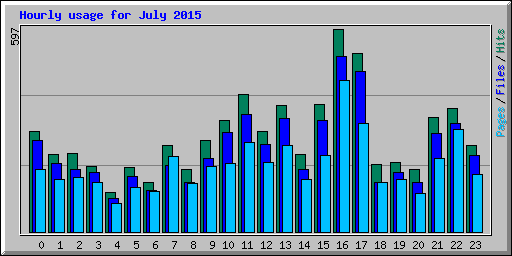 Hourly usage for July 2015
597
Pages / Files / Hits
0 1 2 3 4 5 6 7 8 9 10 11 12 13 14 15 16 17 18 19 20 21 22 23